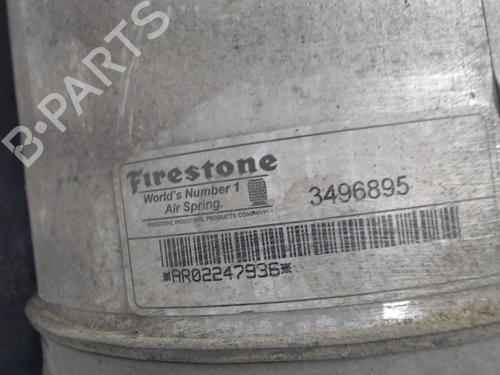 B-PARTS
Firestone
World's Number 1
Air Spring.
FIRESTONE INDUSTRIAL PRODUCTS COMPANY
3496895
*AR02247936*